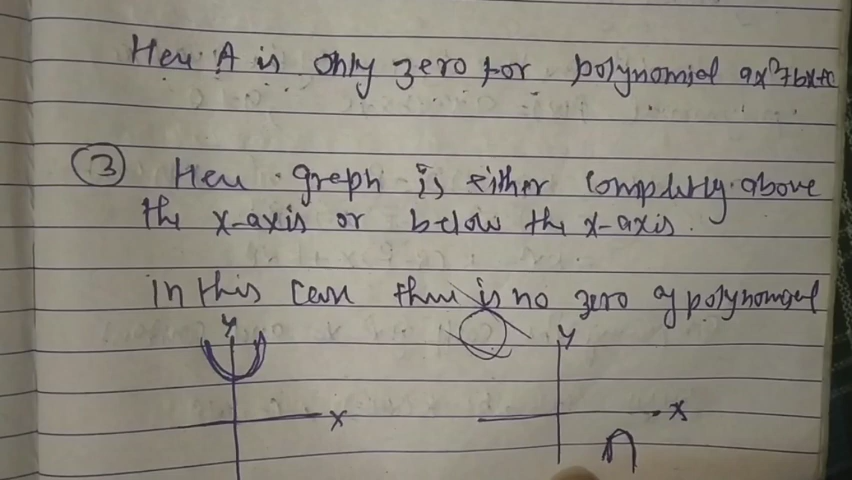 Here A is only zero for polynomial ax²+bx+c
③ Here graph is either completely above
the x-axis or below the x-axis.
in this case there is no zero of polynomial
Y
Y
X
X